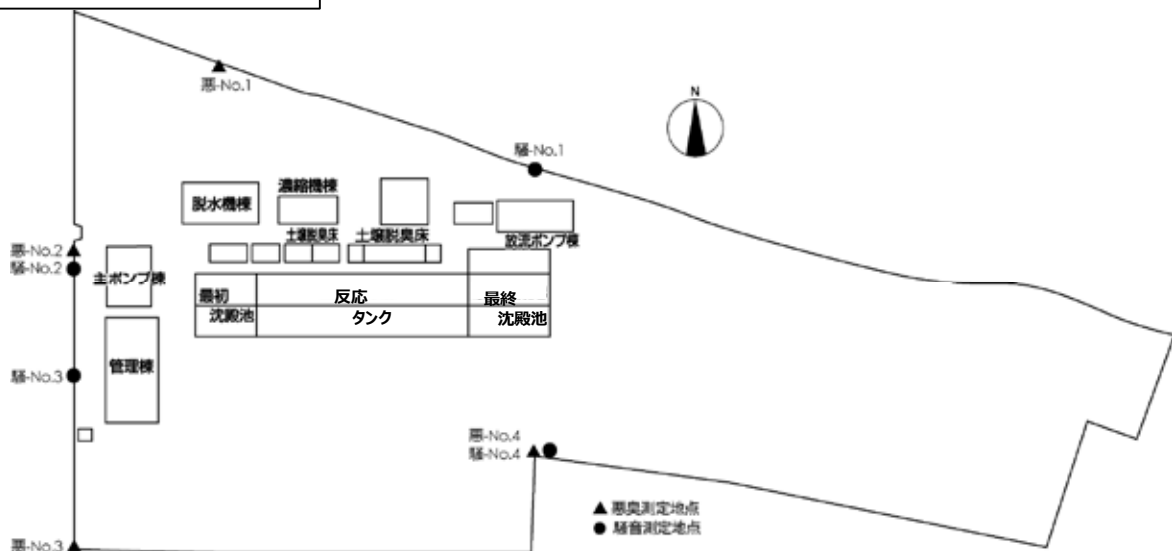 悪-No.1
N
騒-No.1
濃縮機棟
脱水機棟
土壌脱臭床
土壌脱臭床
放流ポンプ棟
悪-No.2
騒-No.2
主ポンプ棟
最初
反応
最終
沈殿池
タンク
沈殿池
管理棟
騒-No.3
悪-No.4
騒-No.4
▲ 悪臭測定地点
● 騒音測定地点
悪-No.3